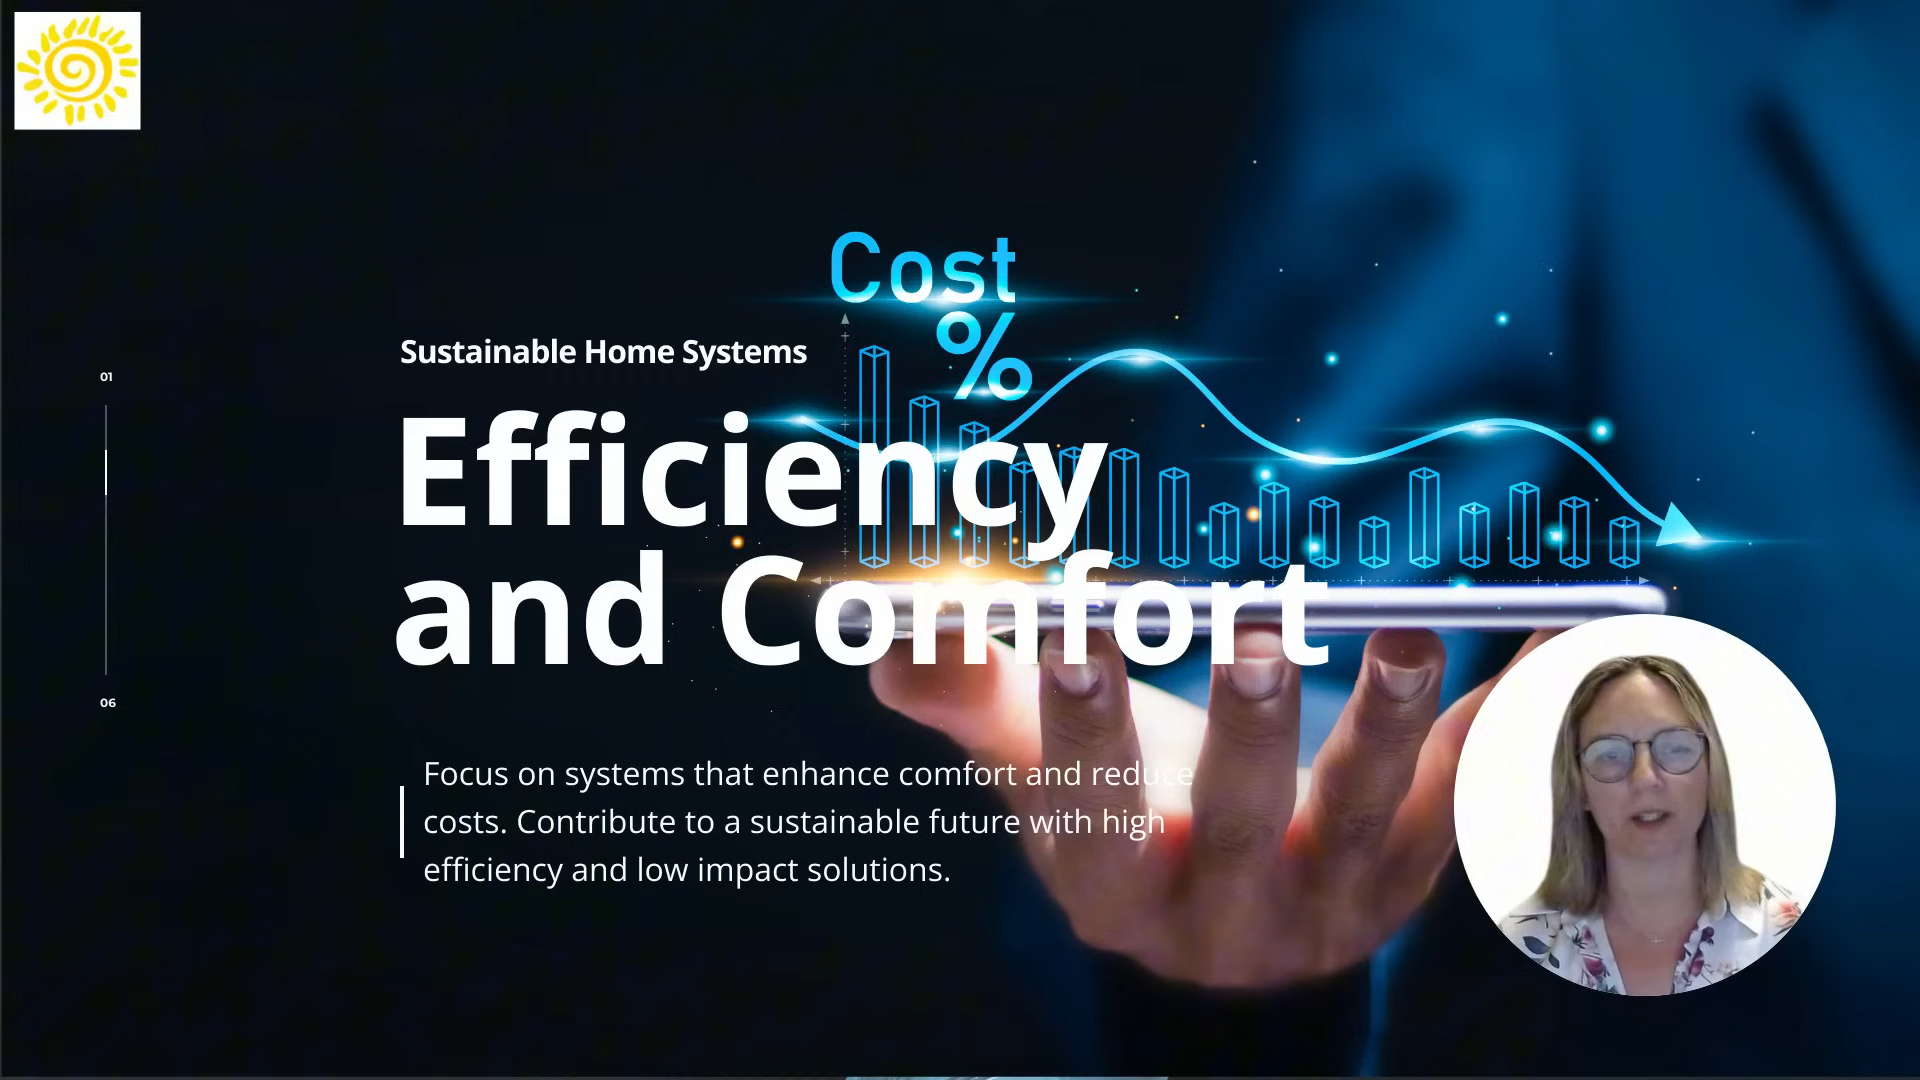 Cost
%
Sustainable Home Systems
01
Efficiency
and Comfort
06
Focus on systems that enhance comfort and reduce
costs. Contribute to a sustainable future with high
efficiency and low impact solutions.